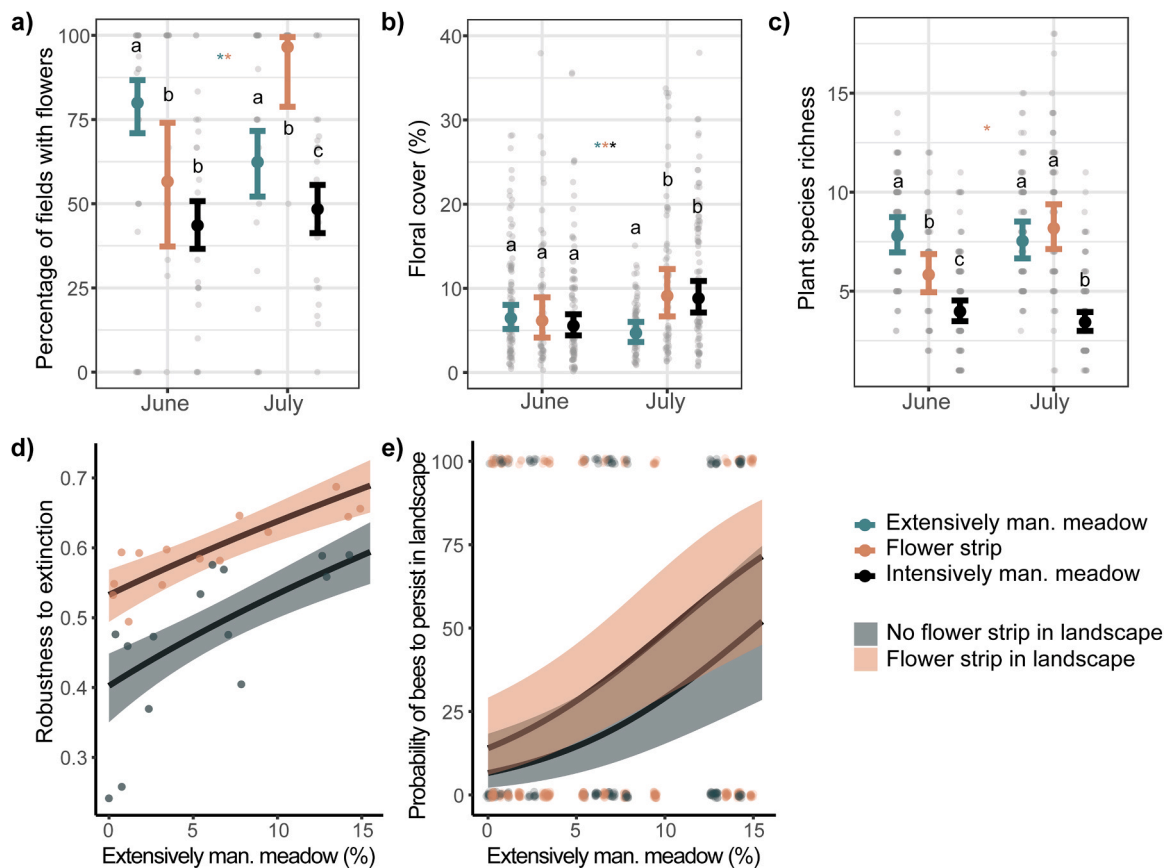 a)
Percentage of fields with flowers
100
75
50
25
0
a
b
b
**
a
b
c
June
July
b)
Floral cover (%)
40
30
20
10
0
a
a
a
***
a
b
b
June
July
c)
Plant species richness
15
10
5
a
b
c
*
a
a
b
June
July
d)
Robustness to extinction
0.7
0.6
0.5
0.4
0.3
0
5
10
15
Extensively man. meadow (%)
e)
Probability of bees to persist in landscape
100
75
50
25
0
0
5
10
15
Extensively man. meadow (%)
Extensively man. meadow
Flower strip
Intensively man. meadow
No flower strip in landscape
Flower strip in landscape